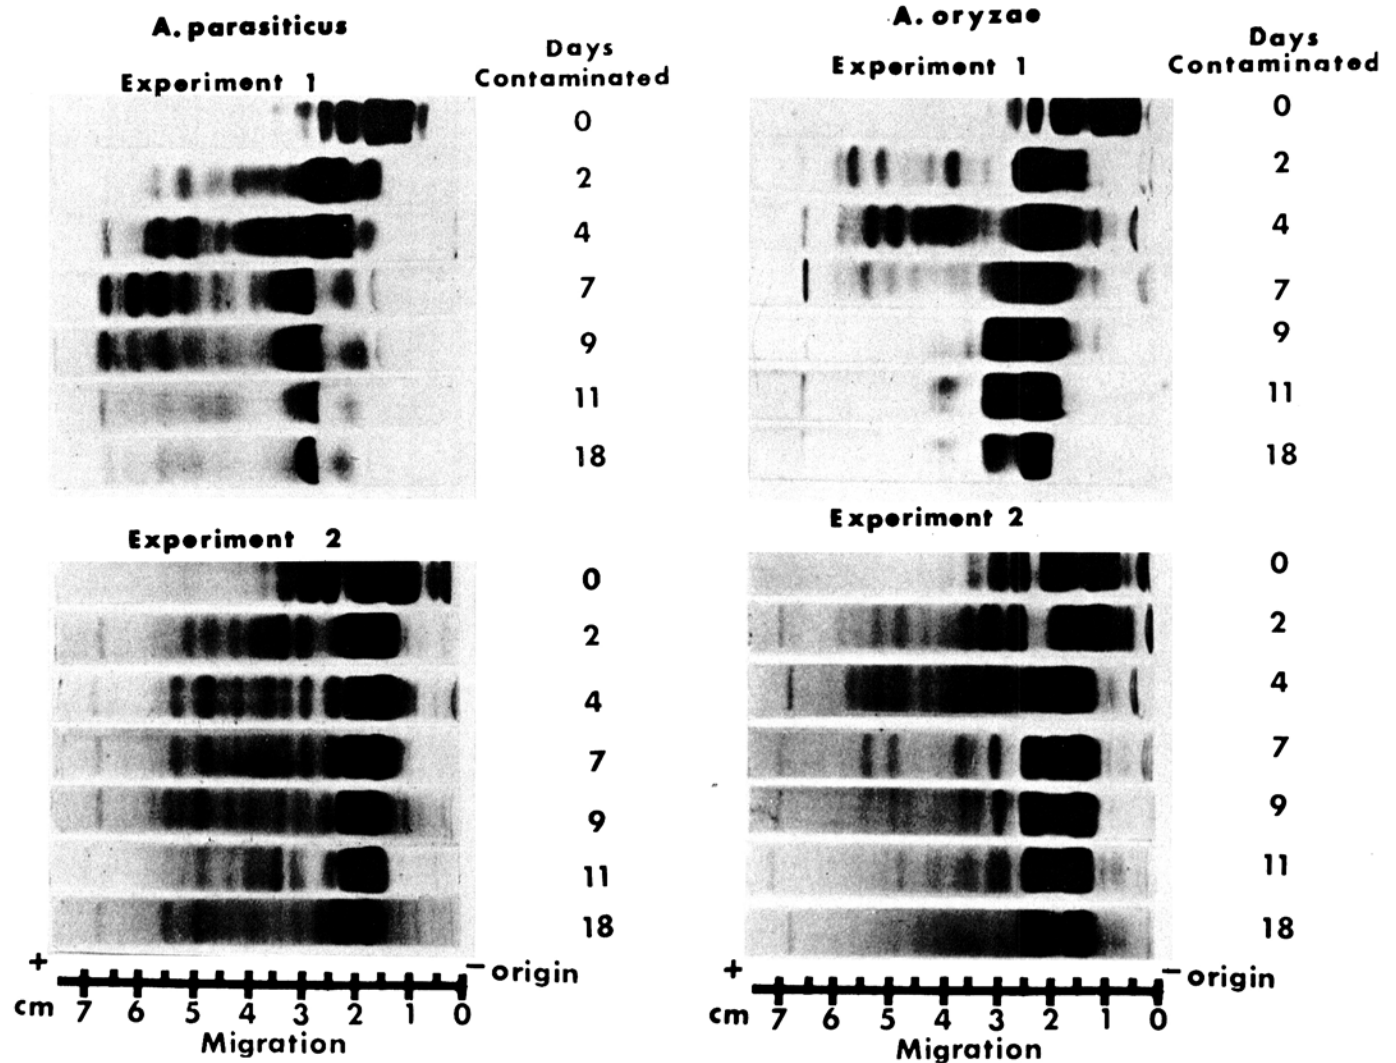 A. parasiticus
Experiment 1
Days
Contaminated
0
2
4
7
9
11
18
Experiment 2
0
2
4
7
9
11
18
+
− origin
cm 7 6 5 4 3 2 1 0
Migration
A. oryzae
Experiment 1
Days
Contaminated
0
2
4
7
9
11
18
Experiment 2
0
2
4
7
9
11
18
+
− origin
cm 7 6 5 4 3 2 1 0
Migration